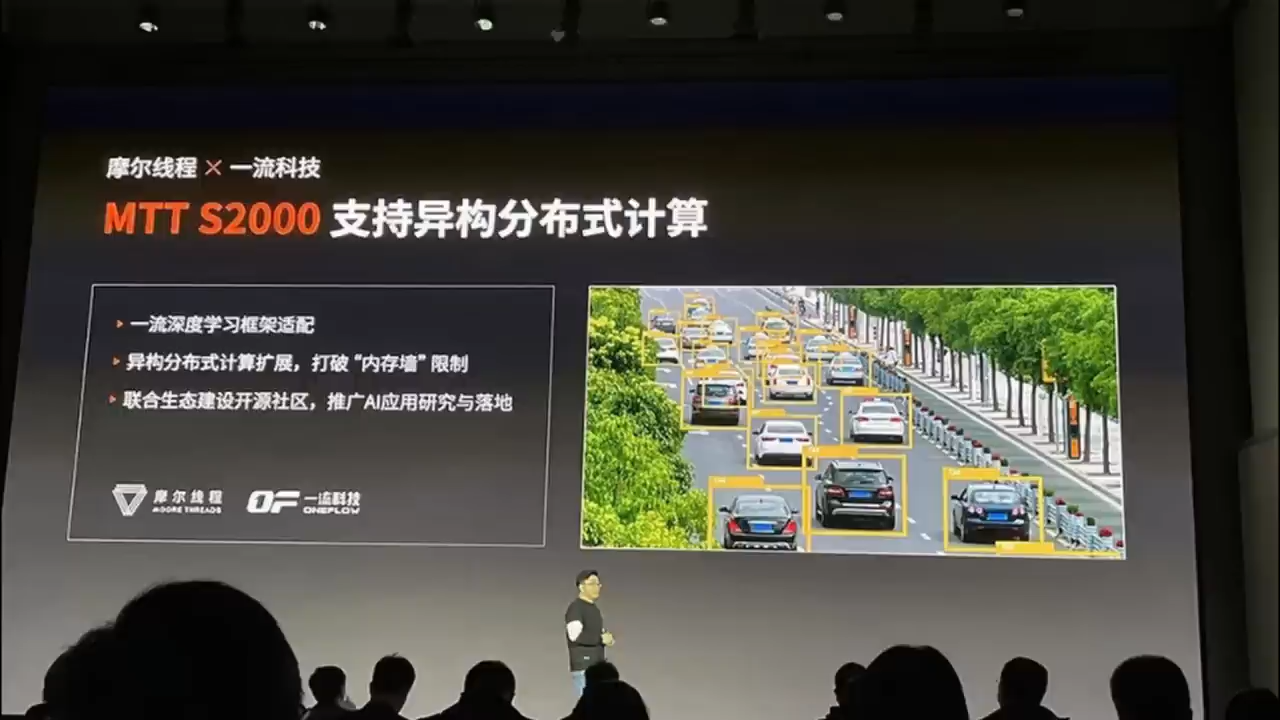 摩尔线程 × 一流科技
MTT S2000 支持异构分布式计算
一流深度学习框架适配
异构分布式计算扩展，打破“内存墙”限制
联合生态建设开源社区，推广AI应用研究与落地
摩尔线程
MOORE THREADS
OF 一流科技
ONEFLOW